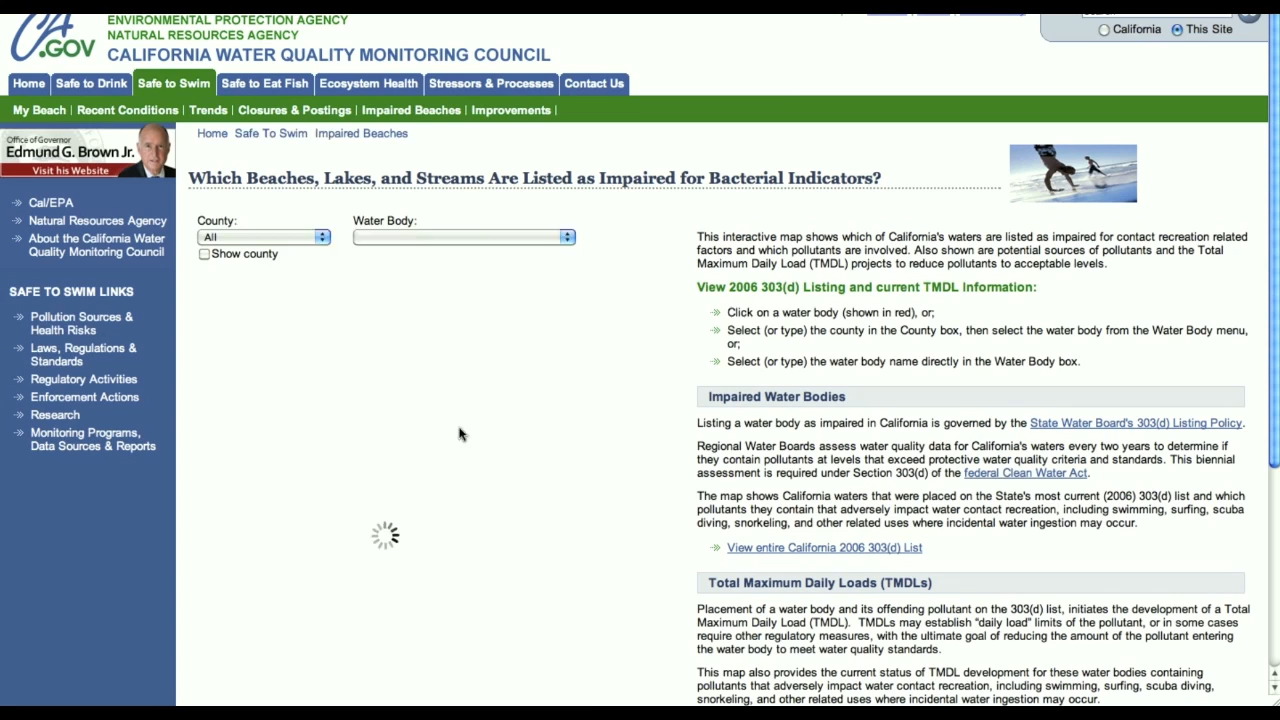 ENVIRONMENTAL PROTECTION AGENCY
NATURAL RESOURCES AGENCY
CA
.GOV
CALIFORNIA WATER QUALITY MONITORING COUNCIL
California
This Site
Home
Safe to Drink
Safe to Swim
Safe to Eat Fish
Ecosystem Health
Stressors & Processes
Contact Us
My Beach | Recent Conditions | Trends | Closures & Postings | Impaired Beaches | Improvements |
Office of Governor
Edmund G. Brown Jr.
Visit his Website
Home Safe To Swim Impaired Beaches
Which Beaches, Lakes, and Streams Are Listed as Impaired for Bacterial Indicators?
Cal/EPA
Natural Resources Agency
About the California Water
Quality Monitoring Council
SAFE TO SWIM LINKS
Pollution Sources &
Health Risks
Laws, Regulations &
Standards
Regulatory Activities
Enforcement Actions
Research
Monitoring Programs,
Data Sources & Reports
County:
All
Show county
Water Body:
This interactive map shows which of California's waters are listed as impaired for contact recreation related
factors and which pollutants are involved. Also shown are potential sources of pollutants and the Total
Maximum Daily Load (TMDL) projects to reduce pollutants to acceptable levels.
View 2006 303(d) Listing and current TMDL Information:
Click on a water body (shown in red), or;
Select (or type) the county in the County box, then select the water body from the Water Body menu,
or;
Select (or type) the water body name directly in the Water Body box.
Impaired Water Bodies
Listing a water body as impaired in California is governed by the State Water Board's 303(d) Listing Policy.
Regional Water Boards assess water quality data for California's waters every two years to determine if
they contain pollutants at levels that exceed protective water quality criteria and standards. This biennial
assessment is required under Section 303(d) of the federal Clean Water Act.
The map shows California waters that were placed on the State's most current (2006) 303(d) list and which
pollutants they contain that adversely impact water contact recreation, including swimming, surfing, scuba
diving, snorkeling, and other related uses where incidental water ingestion may occur.
View entire California 2006 303(d) List
Total Maximum Daily Loads (TMDLs)
Placement of a water body and its offending pollutant on the 303(d) list, initiates the development of a Total
Maximum Daily Load (TMDL). TMDLs may establish "daily load" limits of the pollutant, or in some cases
require other regulatory measures, with the ultimate goal of reducing the amount of the pollutant entering
the water body to meet water quality standards.
This map also provides the current status of TMDL development for these water bodies containing
pollutants that adversely impact water contact recreation, including swimming, surfing, scuba diving,
snorkeling, and other related uses where incidental water ingestion may occur.